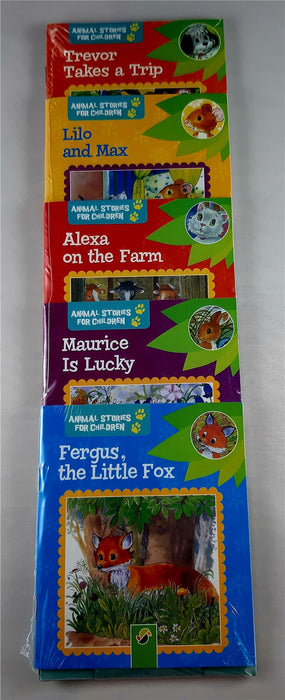 ANIMAL STORIES
FOR CHILDREN
Trevor
Takes a Trip
ANIMAL STORIES
FOR CHILDREN
Lilo
and Max
ANIMAL STORIES
FOR CHILDREN
Alexa
on the Farm
ANIMAL STORIES
FOR CHILDREN
Maurice
Is Lucky
ANIMAL STORIES
FOR CHILDREN
Fergus,
the Little Fox